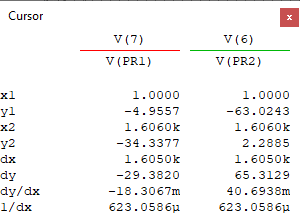 Cursor x
V(7) V(6)
V(PR1) V(PR2)
x1 1.0000 1.0000
y1 -4.9557 -63.0243
x2 1.6060k 1.6060k
y2 -34.3377 2.2885
dx 1.6050k 1.6050k
dy -29.3820 65.3129
dy/dx -18.3067m 40.6938m
1/dx 623.0586µ 623.0586µ